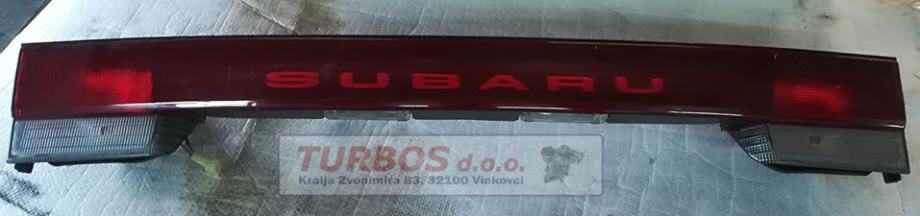 SUBARU
TURBOS d.o.o.
Kralja Zvonimira 83, 32100 Vinkovci